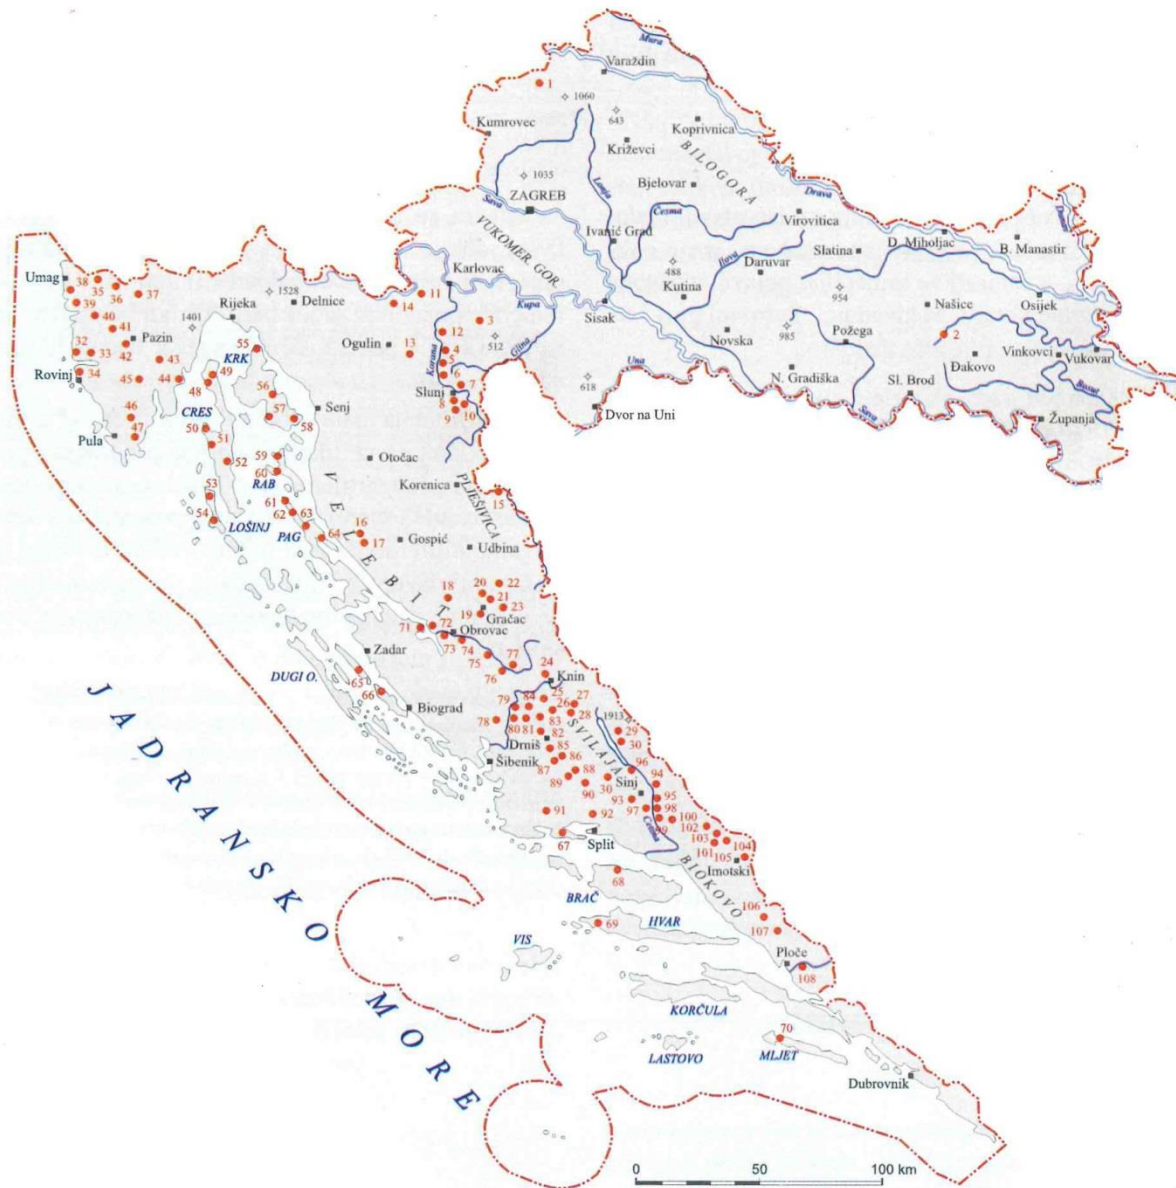 Mura
Varaždin
1
1060
643
Kumrovec
Koprivnica
Križevci
BILOGORA
1035
Lonja
Bjelovar
Drava
ZAGREB
Sava
Česma
Virovitica
Dunav
VUKOMER. GOR.
Ivanić Grad
D. Miholjac
B. Manastir
Slatina
Ilova
Umag
38
35
36
37
1528
Delnice
Karlovac
488
Daruvar
Kutina
954
Našice
Osijek
39
40
Rijeka
14
11
Kupa
Sisak
1401
3
41
Pazin
12
Glina
512
Novska
985
Požega
2
32
33
42
43
55
Ogulin
13
Korana
4
5
Una
Vinkovci
Vukovar
Đakovo
KRK
Rovinj
34
45
44
49
48
6
7
618
N. Gradiška
Sl. Brod
Bosut
56
Slunj
8
9
10
Dvor na Uni
Sava
Županja
CRES
57
Senj
58
46
47
50
Pula
51
52
59
60
RAB
Otočac
Korenica
PLJEŠIVICA
15
53
54
LOŠINJ
61
62
63
PAG
64
16
17
Gospić
Udbina
VELEBIT
18
20
21
22
23
19
Gračac
71
72
Obrovac
73
74
75
76
77
Zadar
65
66
DUGI O.
Biograd
24
Knin
25
26
27
28
78
79
84
80
81
83
82
1913
29
30
Drniš
SVILAJA
85
86
Šibenik
87
88
89
90
30
96
94
Sinj
93
95
97
98
99
100
Cetina
91
92
67
Split
102
103
101
104
105
Imotski
BIOKOVO
68
BRAČ
69
HVAR
106
107
VIS
Ploče
108
KORČULA
70
LASTOVO
MLJET
Dubrovnik
JADRANSKO MORE
0
50
100 km